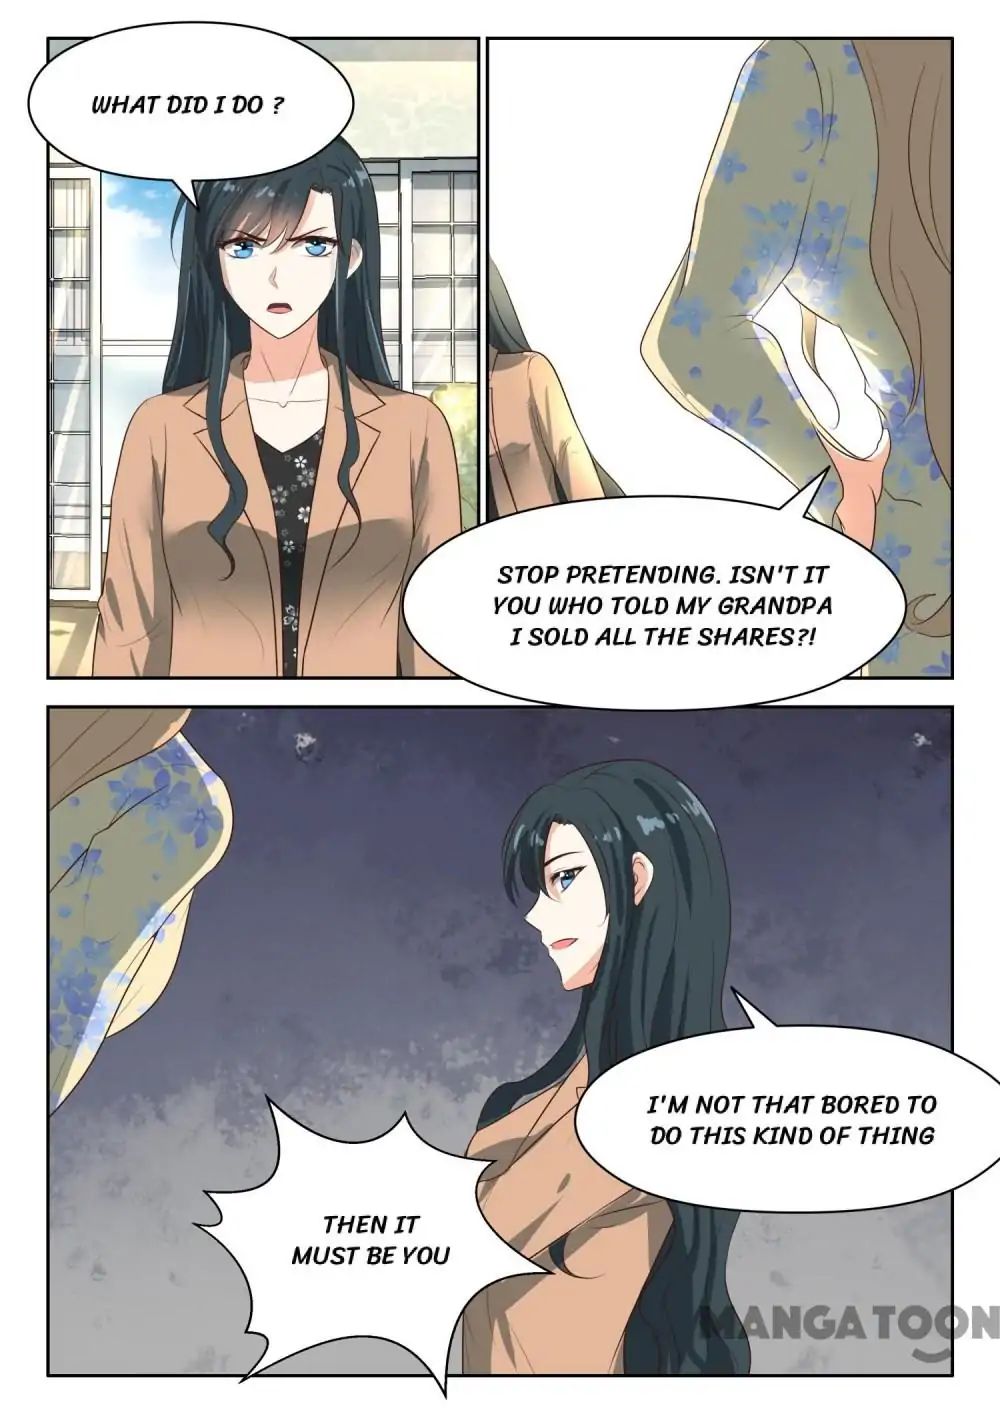 WHAT DID I DO ?
STOP PRETENDING. ISN'T IT
YOU WHO TOLD MY GRANDPA
I SOLD ALL THE SHARES?!
I'M NOT THAT BORED TO
DO THIS KIND OF THING
THEN IT
MUST BE YOU
MANGATOON